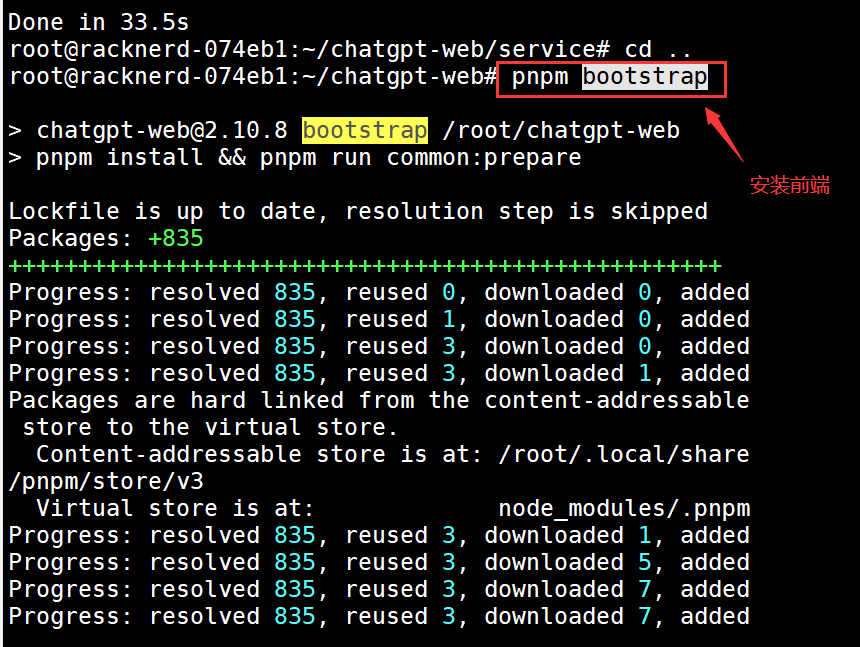 Done in 33.5s
root@racknerd-074eb1:~/chatgpt-web/service# cd ..
root@racknerd-074eb1:~/chatgpt-web# pnpm bootstrap
> chatgpt-web@2.10.8 bootstrap /root/chatgpt-web
> pnpm install && pnpm run common:prepare
安装前端
Lockfile is up to date, resolution step is skipped
Packages: +835
+++++++++++++++++++++++++++++++++++++++++++++++++++
Progress: resolved 835, reused 0, downloaded 0, added
Progress: resolved 835, reused 1, downloaded 0, added
Progress: resolved 835, reused 3, downloaded 0, added
Progress: resolved 835, reused 3, downloaded 1, added
Packages are hard linked from the content-addressable
store to the virtual store.
Content-addressable store is at: /root/.local/share
/pnpm/store/v3
Virtual store is at: node_modules/.pnpm
Progress: resolved 835, reused 3, downloaded 1, added
Progress: resolved 835, reused 3, downloaded 5, added
Progress: resolved 835, reused 3, downloaded 7, added
Progress: resolved 835, reused 3, downloaded 7, added